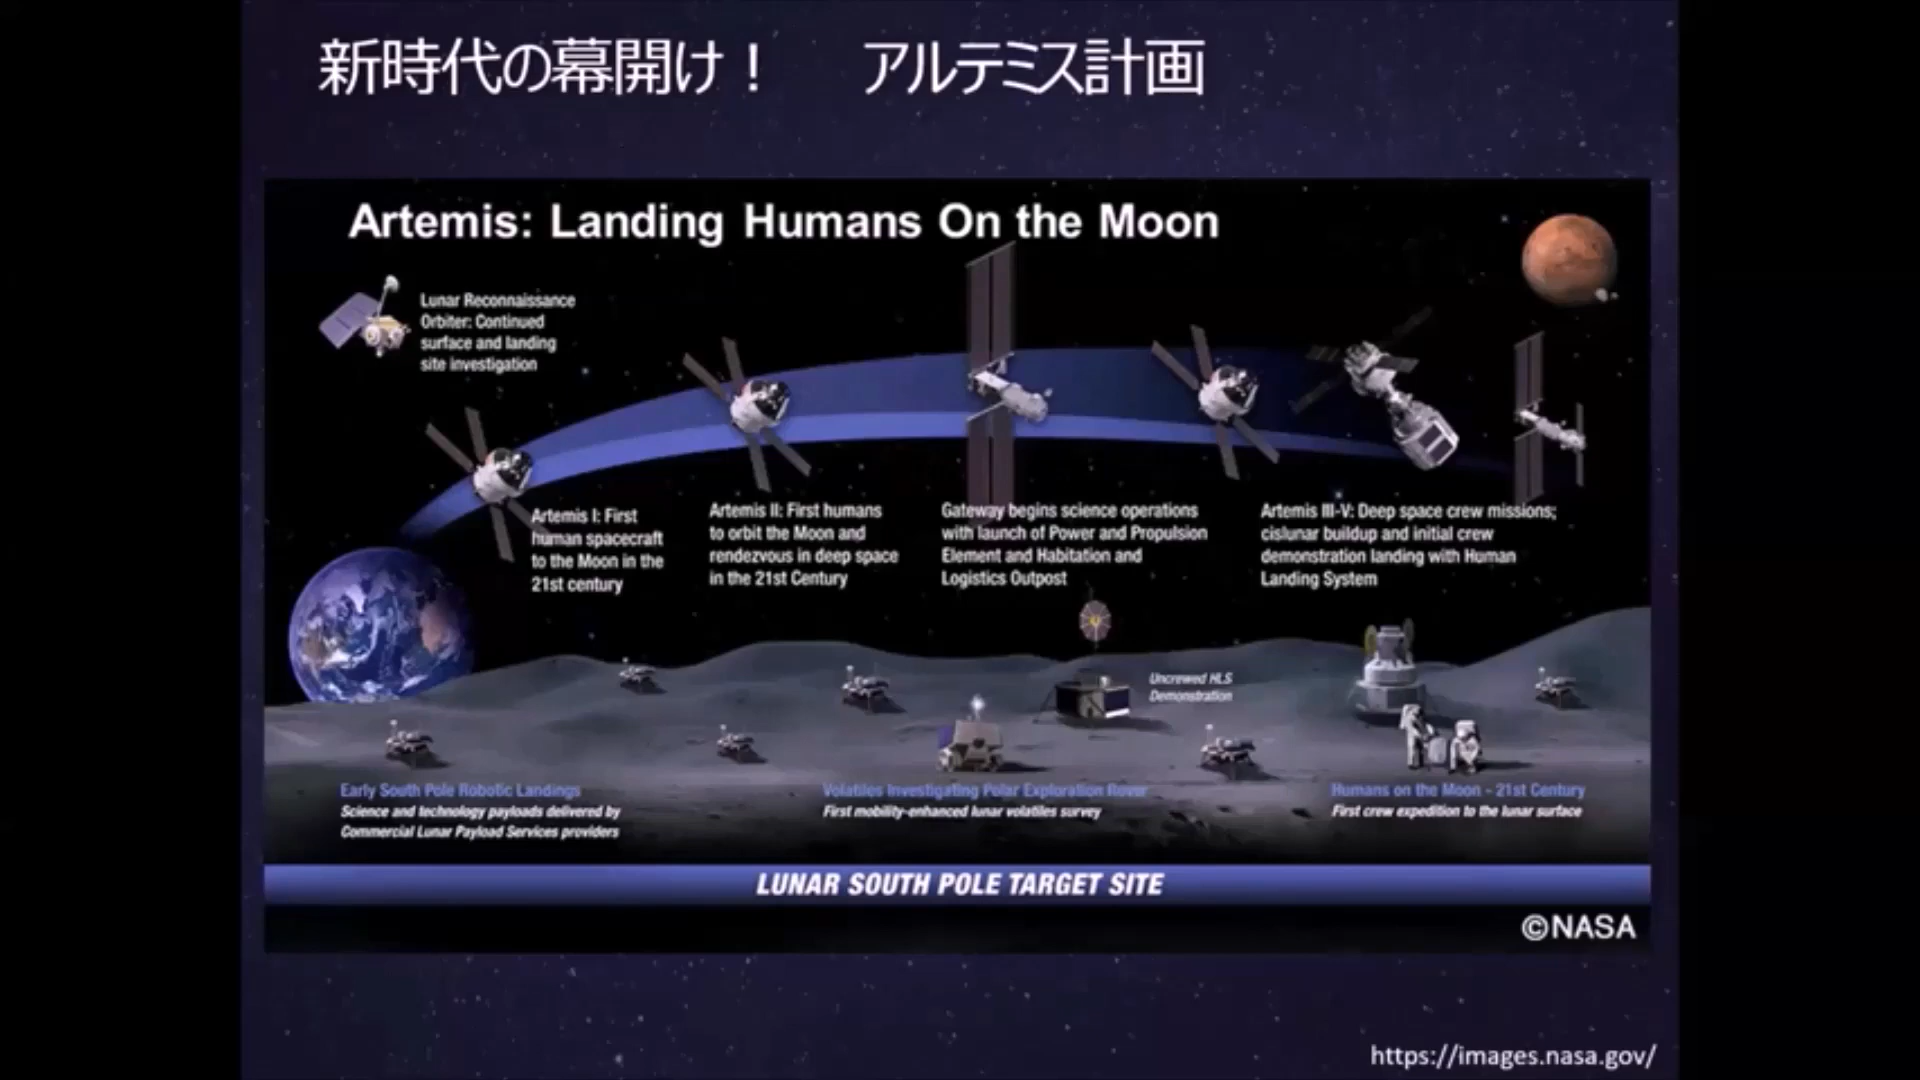 新時代の幕開け！ アルテミス計画
Artemis: Landing Humans On the Moon
Lunar Reconnaissance
Orbiter: Continued
surface and landing
site investigation
Artemis I: First
human spacecraft
to the Moon in the
21st century
Artemis II: First humans
to orbit the Moon and
rendezvous in deep space
in the 21st Century
Gateway begins science operations
with launch of Power and Propulsion
Element and Habitation and
Logistics Outpost
Artemis III-V: Deep space crew missions;
cislunar buildup and initial crew
demonstration landing with Human
Landing System
Uncrewed HLS
Demonstration
Early South Pole Robotic Landings
Science and technology payloads delivered by
Commercial Lunar Payload Services providers
Volatiles Investigating Polar Exploration Rover
First mobility-enhanced lunar volatiles survey
Humans on the Moon - 21st Century
First crew expedition to the lunar surface
LUNAR SOUTH POLE TARGET SITE
©NASA
https://images.nasa.gov/